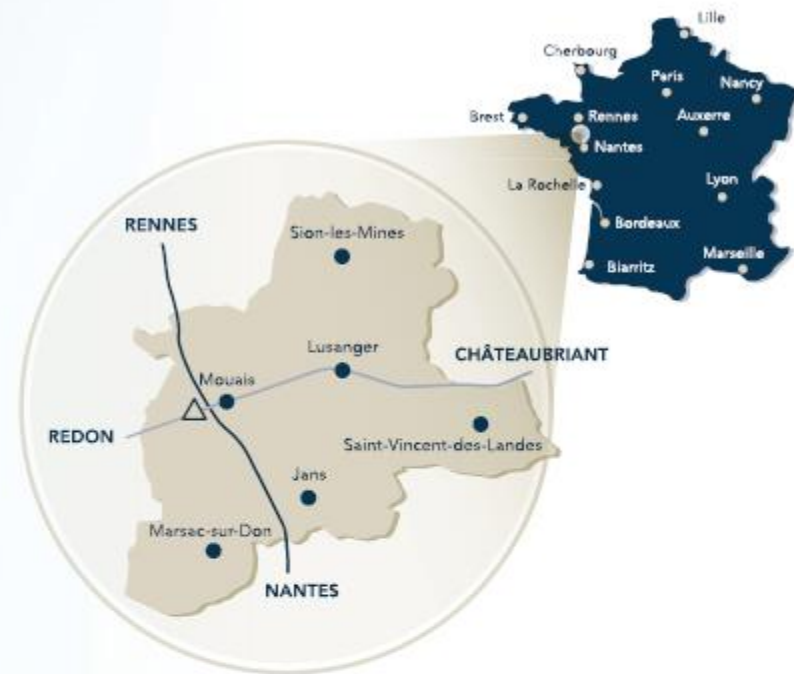 Lille
Cherbourg
Paris
Nancy
Brest
Rennes
Auxerre
Nantes
La Rochelle
Lyon
Bordeaux
Marseille
Biarritz
RENNES
Sion-les-Mines
Lusanger
CHÂTEAUBRIANT
Mouais
REDON
Saint-Vincent-des-Landes
Jans
Marsac-sur-Don
NANTES